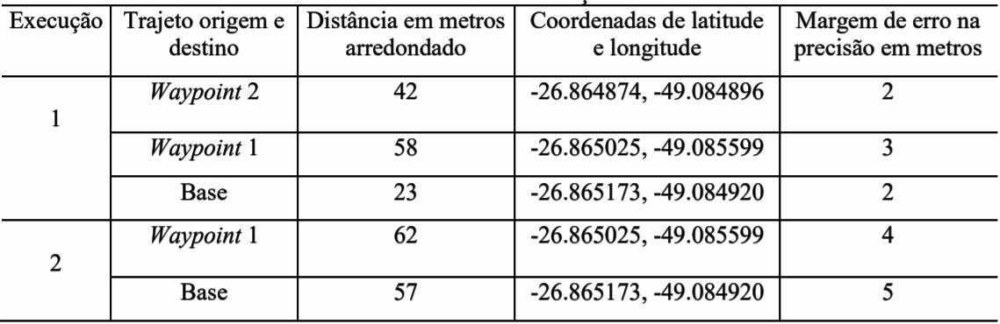 Execução Trajeto origem e destino Distância em metros arredondado Coordenadas de latitude e longitude Margem de erro na precisão em metros
1 Waypoint 2 42 -26.864874, -49.084896 2
Waypoint 1 58 -26.865025, -49.085599 3
Base 23 -26.865173, -49.084920 2
2 Waypoint 1 62 -26.865025, -49.085599 4
Base 57 -26.865173, -49.084920 5